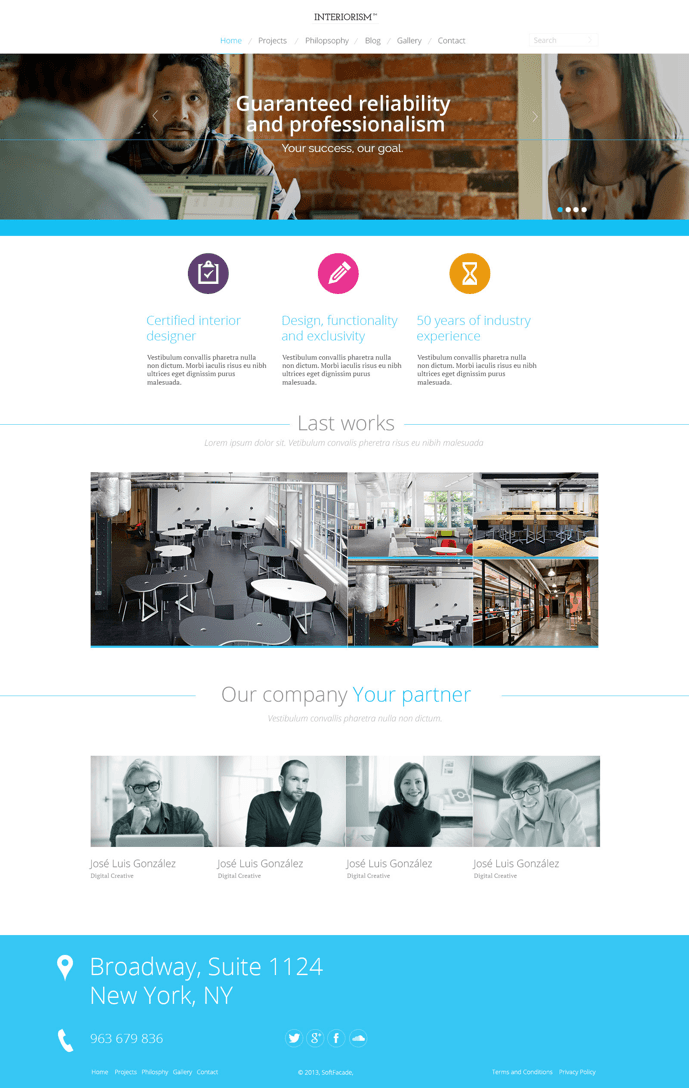 INTERIORISM™
Home / Projects / Philopsophy / Blog / Gallery / Contact
Search
Guaranteed reliability
and professionalism
Your success, our goal.
Certified interior
designer
Vestibulum convallis pharetra nulla
non dictum. Morbi iaculis risus eu nibh
ultrices eget dignissim purus
malesuada.
Design, functionality
and exclusivity
Vestibulum convallis pharetra nulla
non dictum. Morbi iaculis risus eu nibh
ultrices eget dignissim purus
malesuada.
50 years of industry
experience
Vestibulum convallis pharetra nulla
non dictum. Morbi iaculis risus eu nibh
ultrices eget dignissim purus
malesuada.
Last works
Lorem ipsum dolor sit. Vetibulum convalis pheretra risus eu nibih malesuada
Our company Your partner
Vestibulum convallis pharetra nulla non dictum.
José Luis González
Digital Creative
José Luis González
Digital Creative
José Luis González
Digital Creative
José Luis González
Digital Creative
Broadway, Suite 1124
New York, NY
963 679 836
Home Projects Philosphy Gallery Contact
© 2013, SoftFacade,
Terms and Conditions Privacy Policy